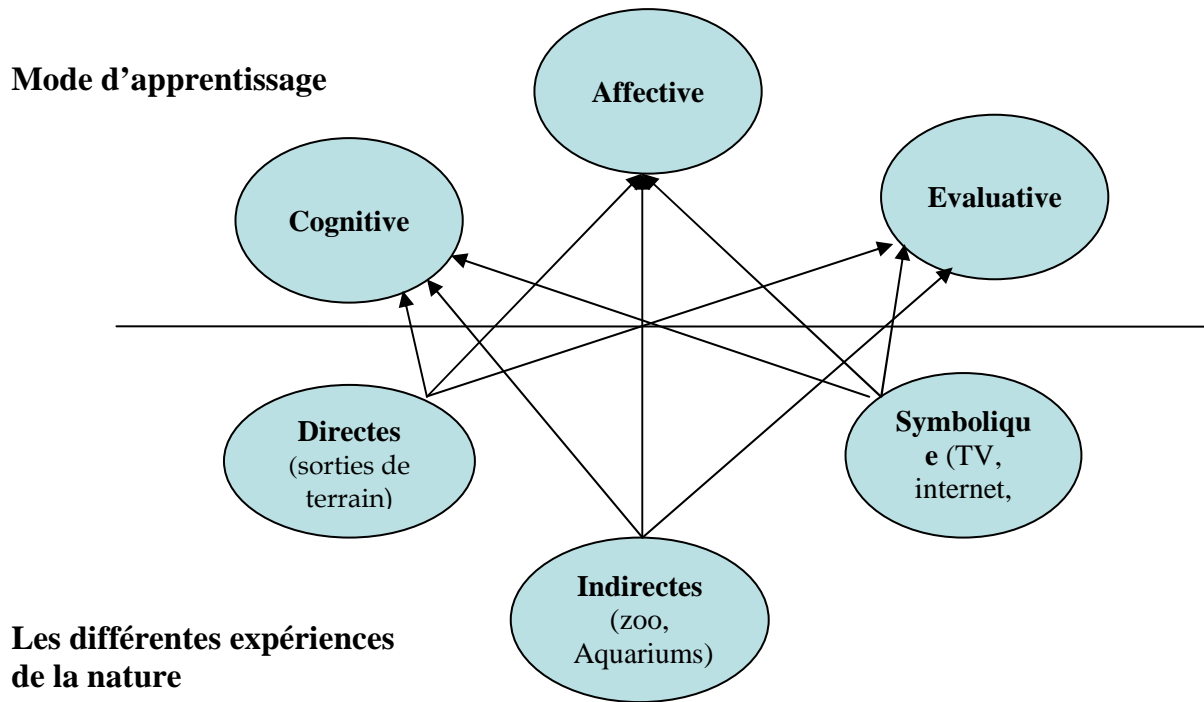 Mode d’apprentissage
Affective
Cognitive
Evaluative
Directes
(sorties de
terrain)
Symboliqu
e (TV,
internet,
Indirectes
(zoo,
Aquariums)
Les différentes expériences
de la nature